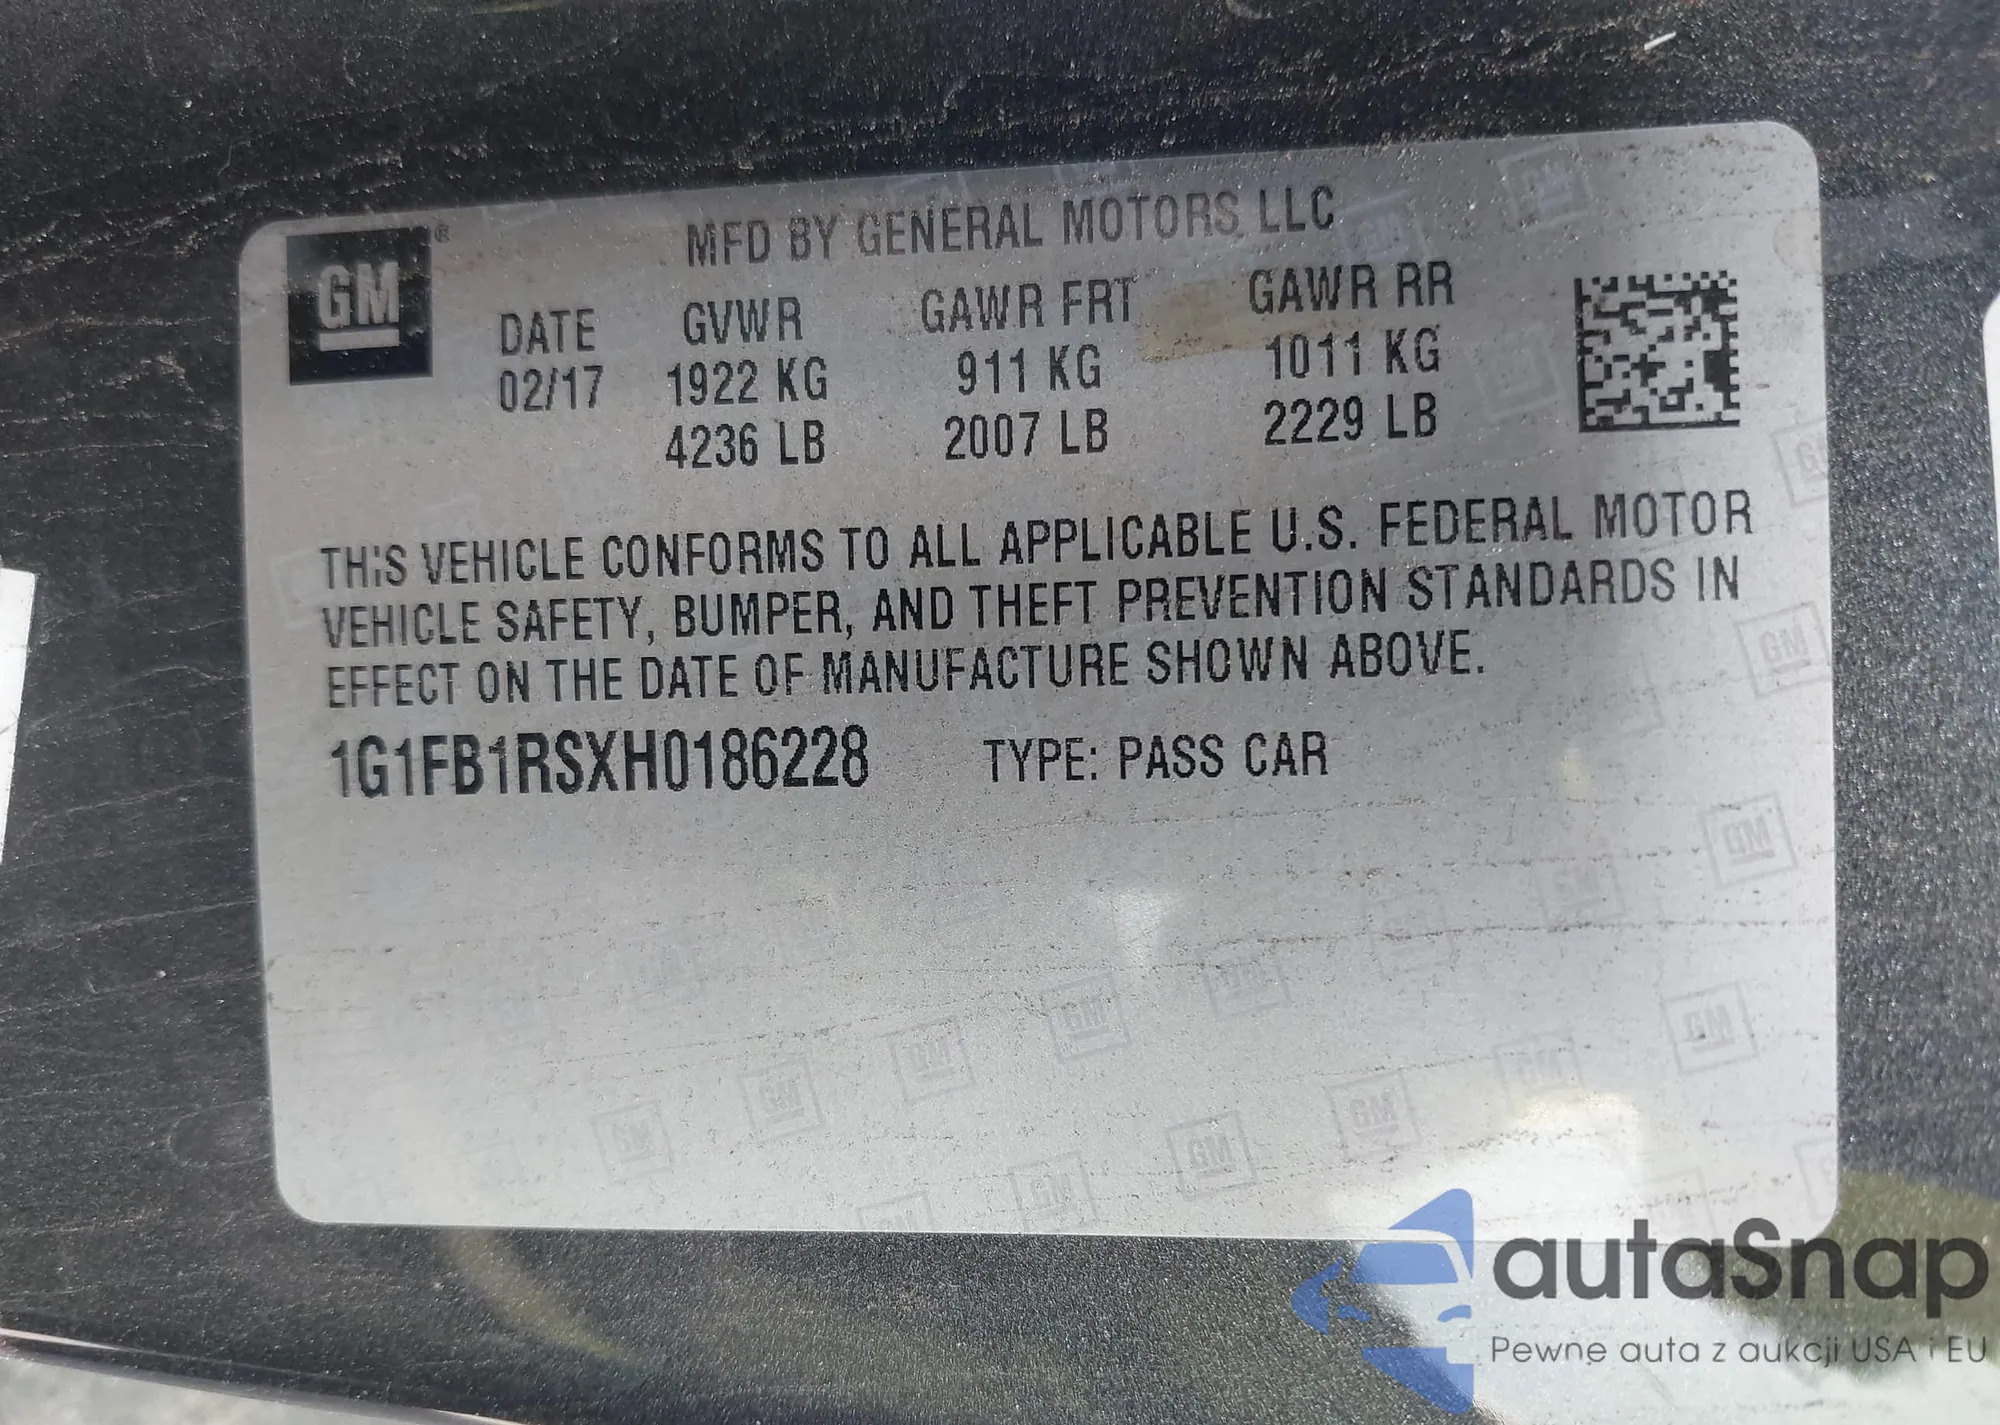 GM®
MFD BY GENERAL MOTORS LLC
DATE GVWR GAWR FRT GAWR RR
02/17 1922 KG 911 KG 1011 KG
4236 LB 2007 LB 2229 LB
THIS VEHICLE CONFORMS TO ALL APPLICABLE U.S. FEDERAL MOTOR
VEHICLE SAFETY, BUMPER, AND THEFT PREVENTION STANDARDS IN
EFFECT ON THE DATE OF MANUFACTURE SHOWN ABOVE.
1G1FB1RSXH0186228 TYPE: PASS CAR
autaSnap
Pewne auta z aukcji USA i EU